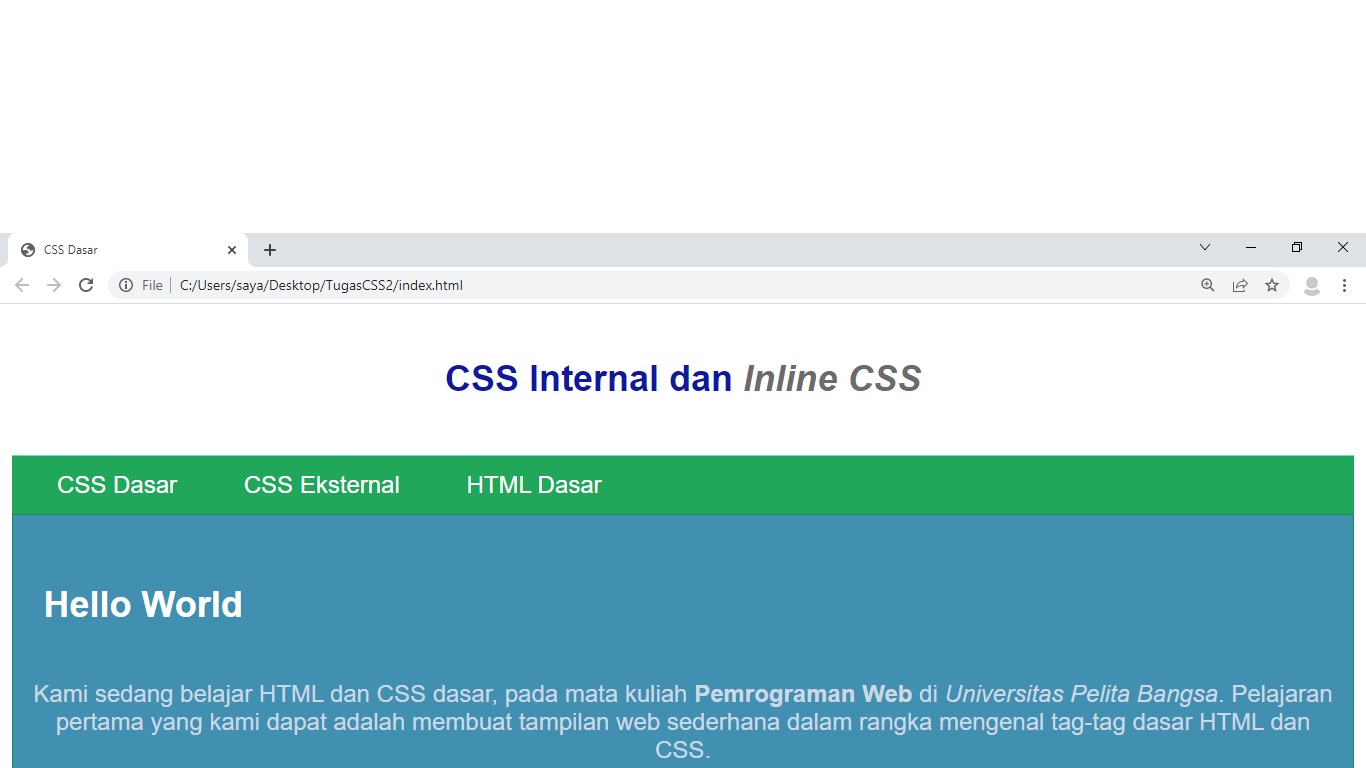 CSS Dasar
File C:/Users/saya/Desktop/TugasCSS2/index.html
CSS Internal dan Inline CSS
CSS Dasar CSS Eksternal HTML Dasar
Hello World
Kami sedang belajar HTML dan CSS dasar, pada mata kuliah Pemrograman Web di Universitas Pelita Bangsa. Pelajaran
pertama yang kami dapat adalah membuat tampilan web sederhana dalam rangka mengenal tag-tag dasar HTML dan
CSS.